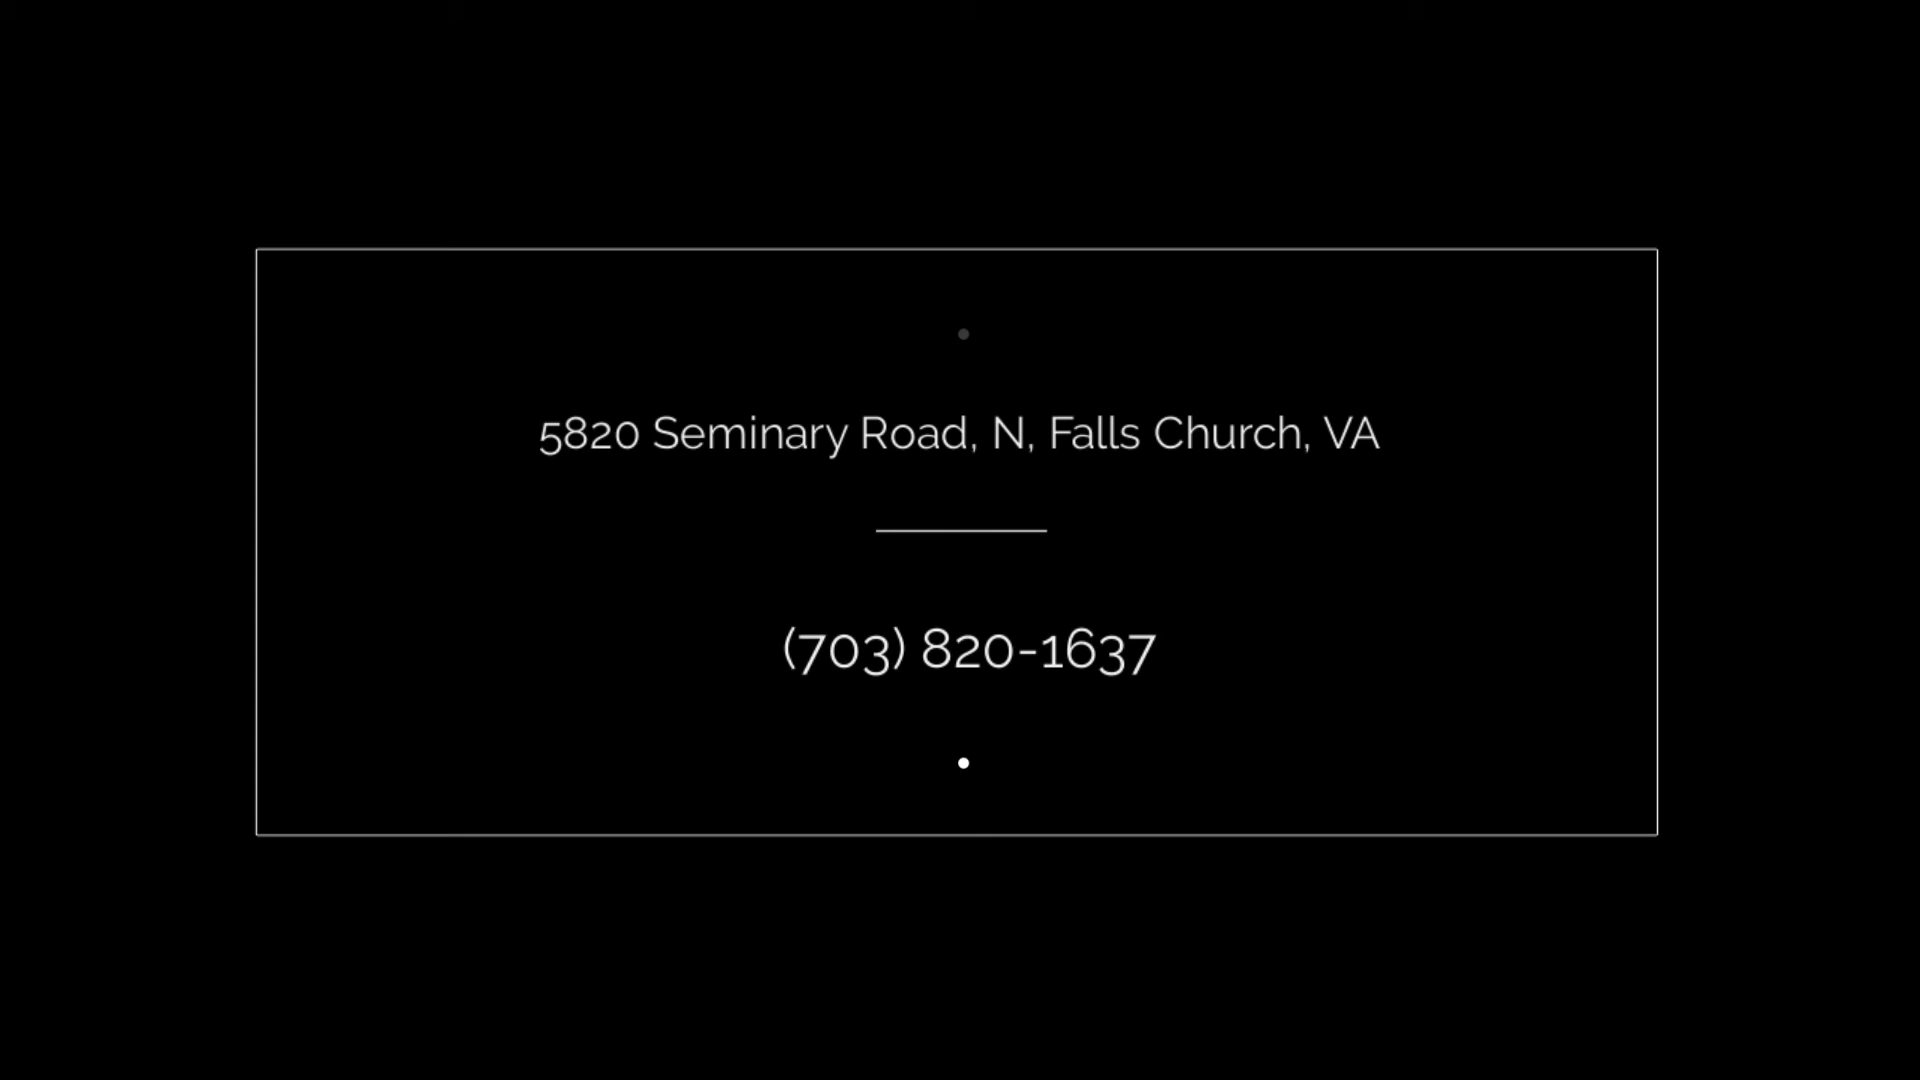 5820 Seminary Road, N, Falls Church, VA
(703) 820-1637